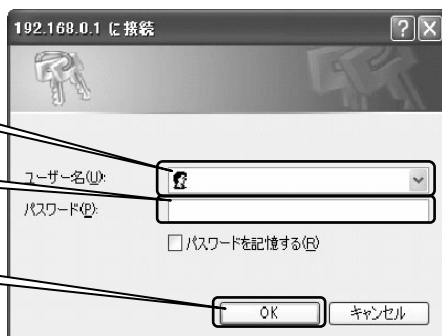 192.168.0.1 に接続
ユーザー名(U):
パスワード(P):
パスワードを記憶する(R)
OK キャンセル